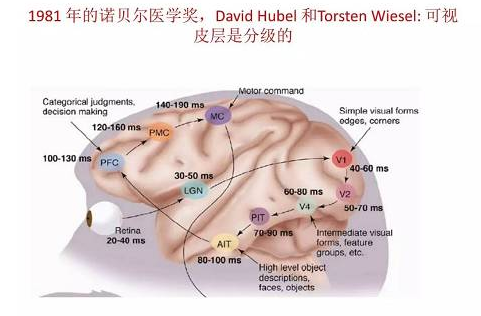 1981 年的诺贝尔医学奖，David Hubel 和Torsten Wiesel: 可视
皮层是分级的
Motor command
Categorical judgments,
decision making
140-190 ms
Simple visual forms
edges, corners
120-160 ms
PMC
MC
100-130 ms
PFC
V1
40-60 ms
30-50 ms
LGN
60-80 ms
V2
V4
50-70 ms
PIT
Retina
20-40 ms
70-90 ms
AIT
80-100 ms
Intermediate visual
forms, feature
groups, etc.
High level object
descriptions,
faces, objects